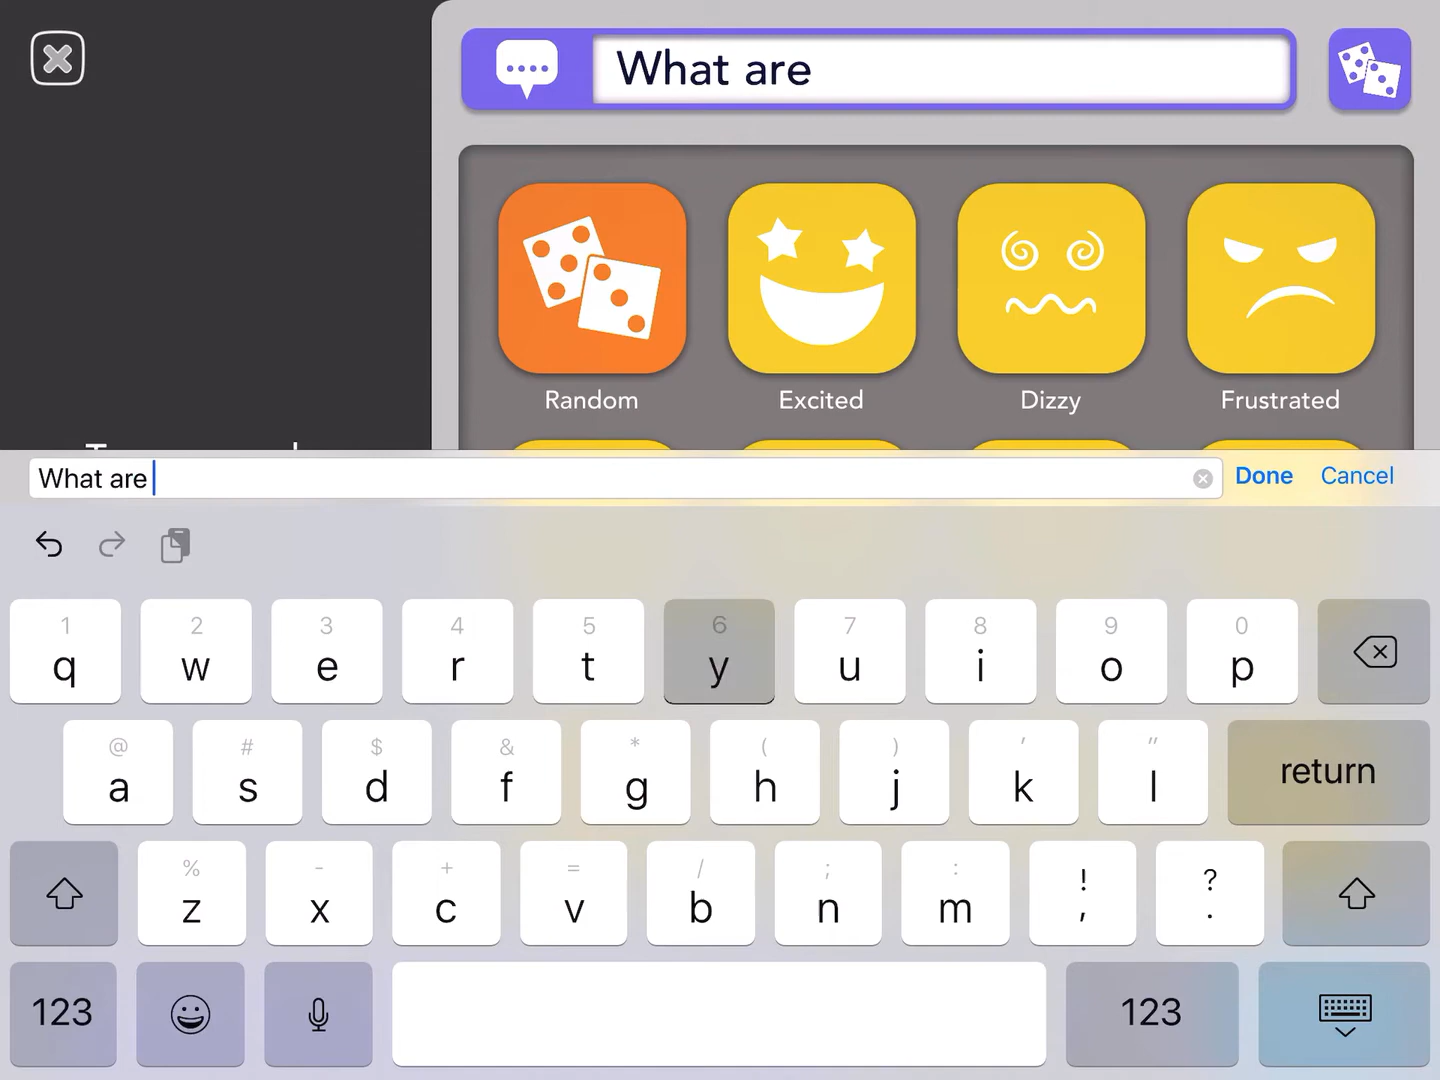 What are
Random Excited Dizzy Frustrated
What are
Done Cancel
1 2 3 4 5 6 7 8 9 0
q w e r t y u i o p
@ # $ & * ( ) ' "
a s d f g h j k l return
% - + = / ; : ! ?
z x c v b n m , .
123 123